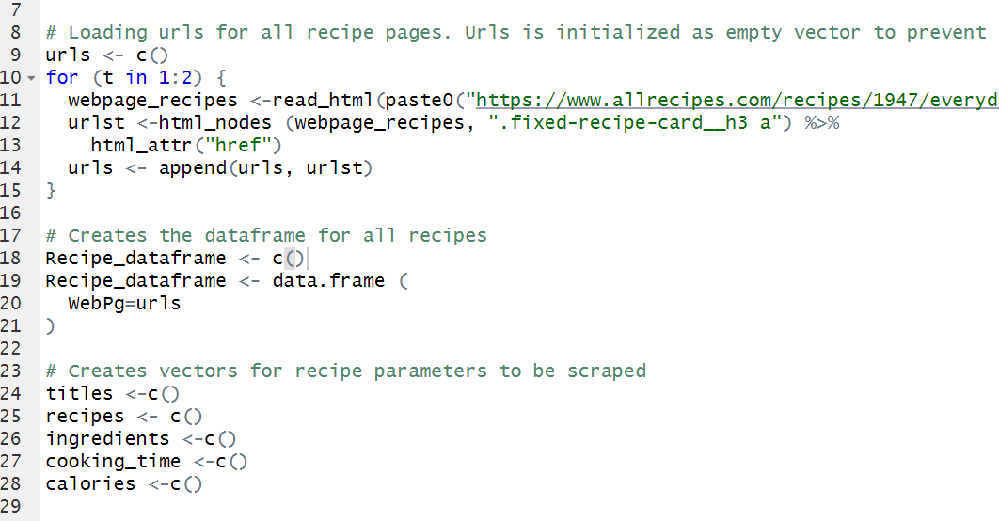 7
8 # Loading urls for all recipe pages. Urls is initialized as empty vector to prevent
9 urls <- c()
10 for (t in 1:2) {
11   webpage_recipes <-read_html(paste0("https://www.allrecipes.com/recipes/1947/everyd
12   urlst <-html_nodes (webpage_recipes, ".fixed-recipe-card__h3 a") %>%
13     html_attr("href")
14   urls <- append(urls, urlst)
15 }
16
17 # Creates the dataframe for all recipes
18 Recipe_dataframe <- c()
19 Recipe_dataframe <- data.frame (
20   WebPg=urls
21 )
22
23 # Creates vectors for recipe parameters to be scraped
24 titles <-c()
25 recipes <- c()
26 ingredients <-c()
27 cooking_time <-c()
28 calories <-c()
29